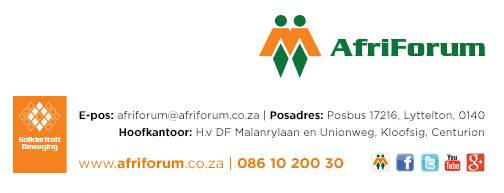 AfriForum
Solidariteit
Beweging
E-pos: afriforum@afriforum.co.za | Posadres: Posbus 17216, Lyttelton, 0140
Hoofkantoor: H.v DF Malanrylaan en Unionweg, Kloofsig, Centurion
www.afriforum.co.za | 086 10 200 30
You
Tube
g+